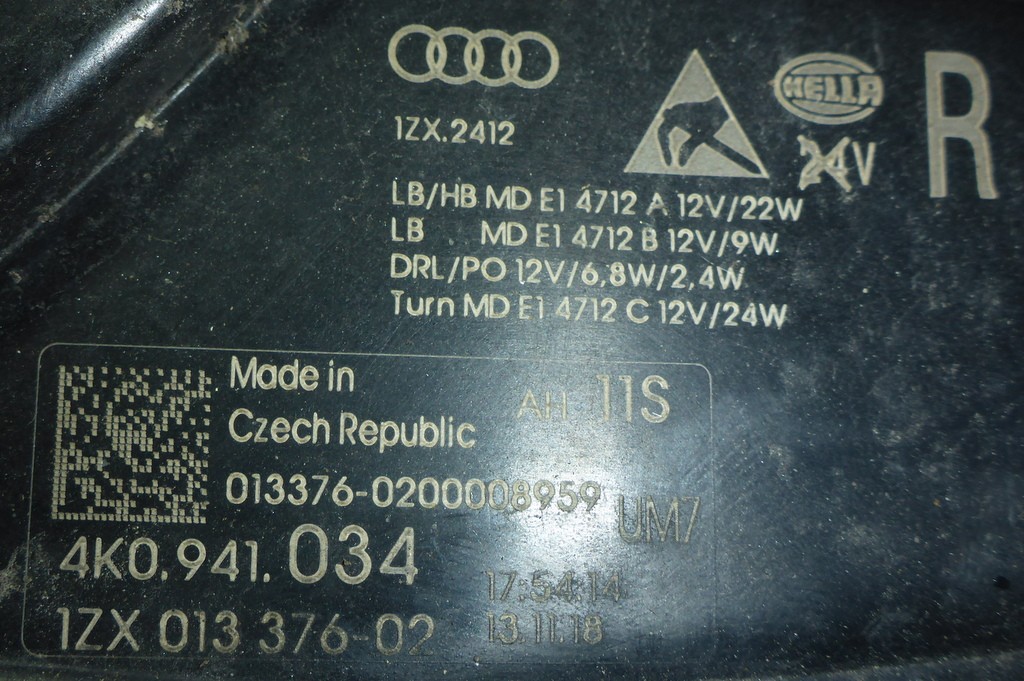 HELLA
R
1ZX.2412
24V
LB/HB MD E1 4712 A 12V/22W
LB MD E1 4712 B 12V/9W
DRL/PO 12V/6,8W/2,4W
Turn MD E1 4712 C 12V/24W
Made in
AH 11S
Czech Republic
013376-0200008959
UM7
4K0.941.034
17:54:14
1ZX 013 376-02
13.11.18